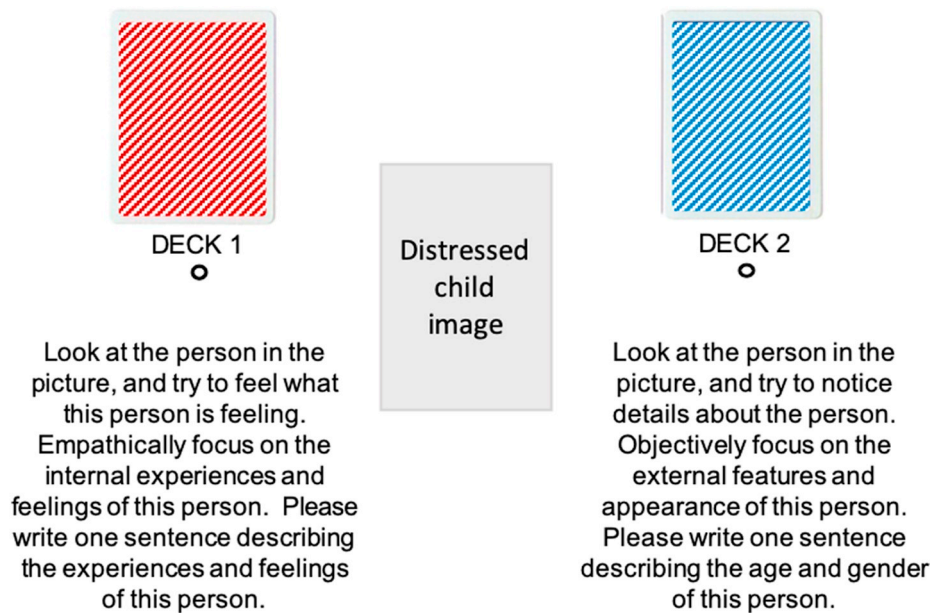 DECK 1
Look at the person in the
picture, and try to feel what
this person is feeling.
Empathically focus on the
internal experiences and
feelings of this person.  Please
write one sentence describing
the experiences and feelings
of this person.
Distressed
child
image
DECK 2
Look at the person in the
picture, and try to notice
details about the person.
Objectively focus on the
external features and
appearance of this person.
Please write one sentence
describing the age and gender
of this person.